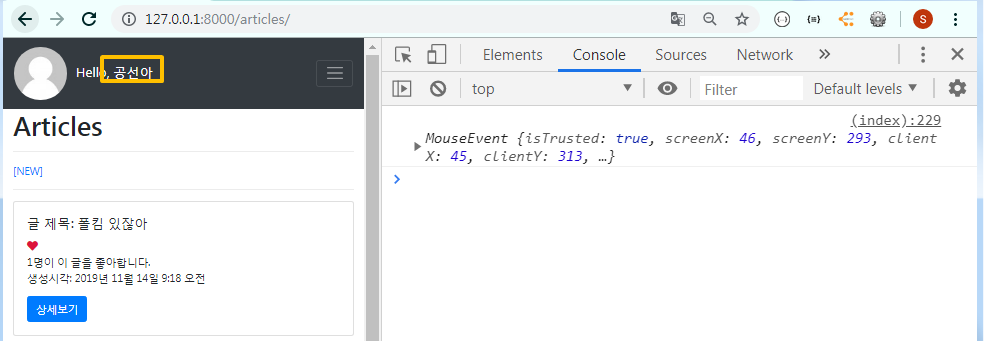 127.0.0.1:8000/articles/
S
Hello, 공선아
Articles
[NEW]
글 제목: 폴킴 있잖아
1명이 이 글을 좋아합니다.
생성시각: 2019년 11월 14일 9:18 오전
상세보기
Elements Console Sources Network »
top Filter Default levels
(index):229
MouseEvent {isTrusted: true, screenX: 46, screenY: 293, client
X: 45, clientY: 313, …}